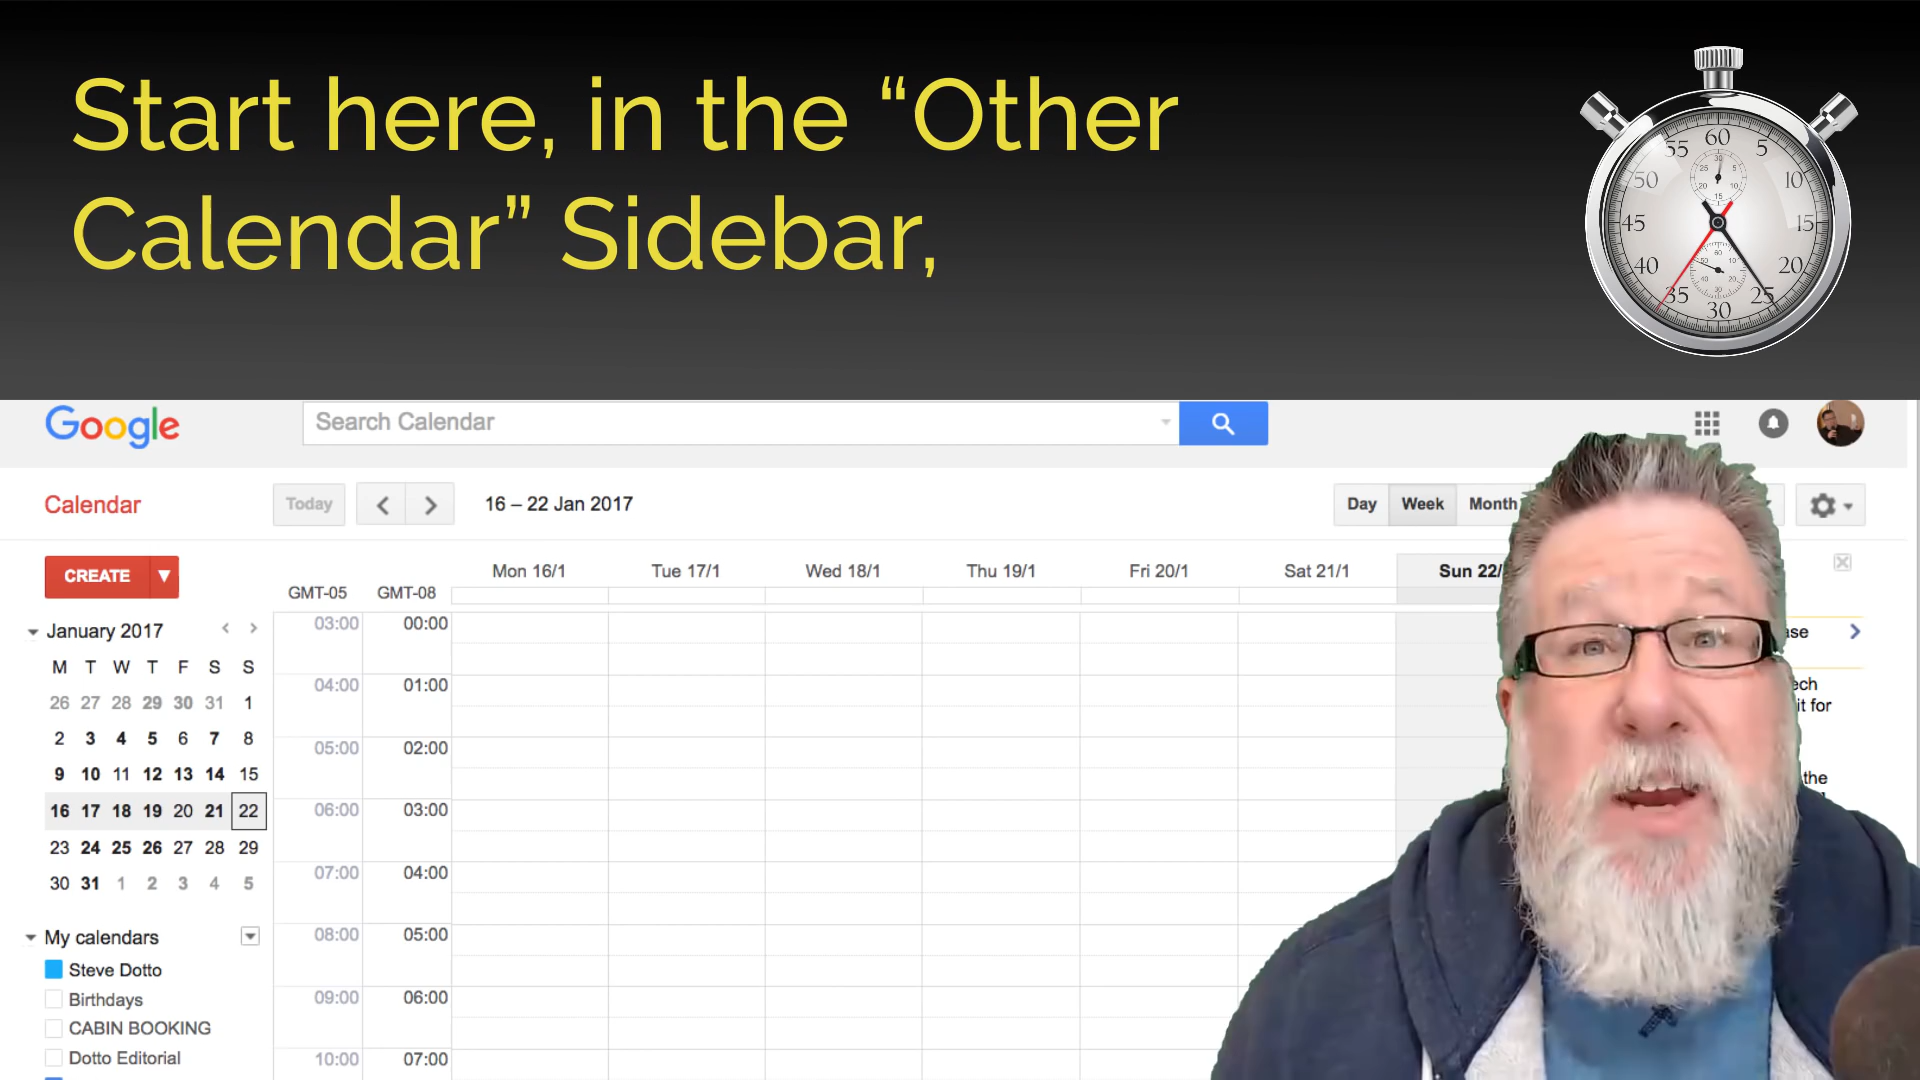 Start here, in the “Other
Calendar” Sidebar,
60
55 5
50 10
45 15
40 20
35 25
30
Google
Search Calendar
Calendar
Today
16 – 22 Jan 2017
Day Week Month
CREATE
GMT-05 GMT-08
Mon 16/1 Tue 17/1 Wed 18/1 Thu 19/1 Fri 20/1 Sat 21/1 Sun 22/
January 2017
M T W T F S S
26 27 28 29 30 31 1
2 3 4 5 6 7 8
9 10 11 12 13 14 15
16 17 18 19 20 21 22
23 24 25 26 27 28 29
30 31 1 2 3 4 5
03:00 00:00
04:00 01:00
05:00 02:00
06:00 03:00
07:00 04:00
08:00 05:00
09:00 06:00
10:00 07:00
My calendars
Steve Dotto
Birthdays
CABIN BOOKING
Dotto Editorial
it for
the